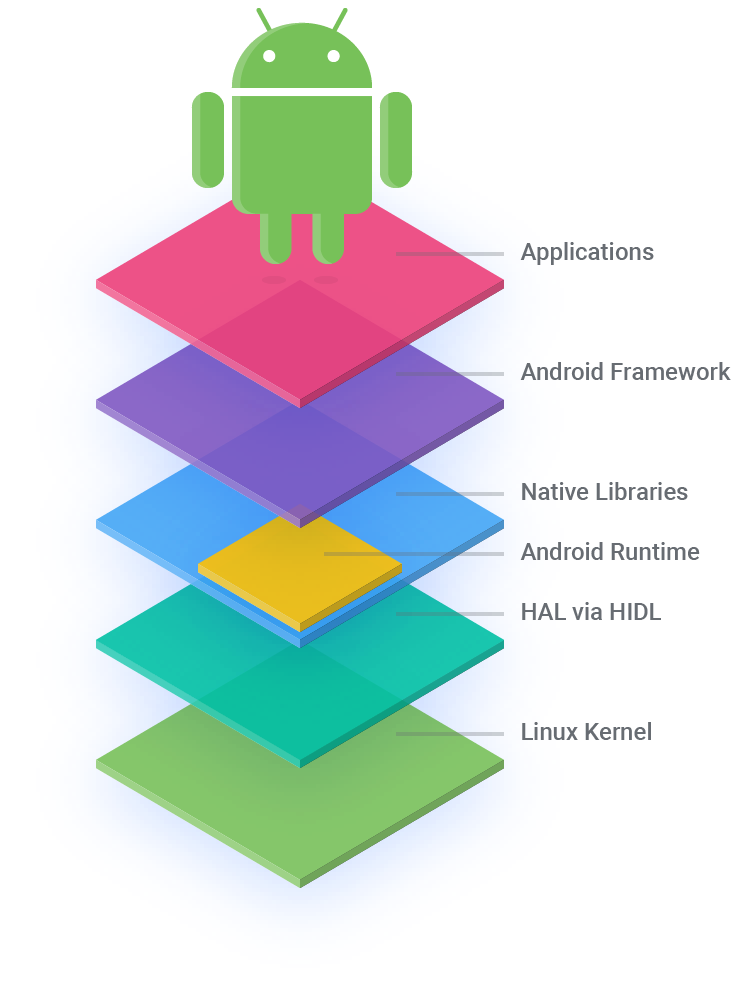 Applications
Android Framework
Native Libraries
Android Runtime
HAL via HIDL
Linux Kernel